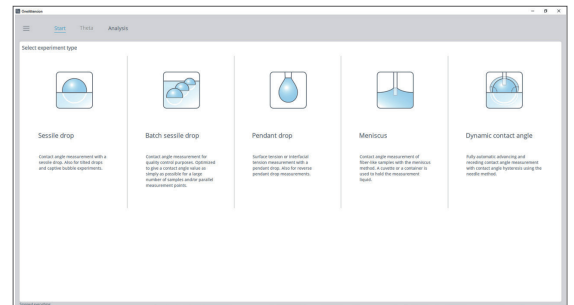 OneAttension
Start Theta Analysis
Select experiment type
Sessile drop
Contact angle measurement with a
sessile drop. Also for tilted drops
and captive bubble experiments.
Batch sessile drop
Contact angle measurement for
quality control purposes. Optimized
to give a contact angle value as
simply as possible for a large
number of samples and/or parallel
measurement points.
Pendant drop
Surface tension or interfacial
tension measurement with a
pendant drop. Also for reverse
pendant drop measurements.
Meniscus
Contact angle measurement of
fiber-like samples with the meniscus
method. A cuvette or a container is
used to hold the measurement
liquid.
Dynamic contact angle
Fully automatic advancing and
receding contact angle measurement
with contact angle hysteresis using the
needle method.